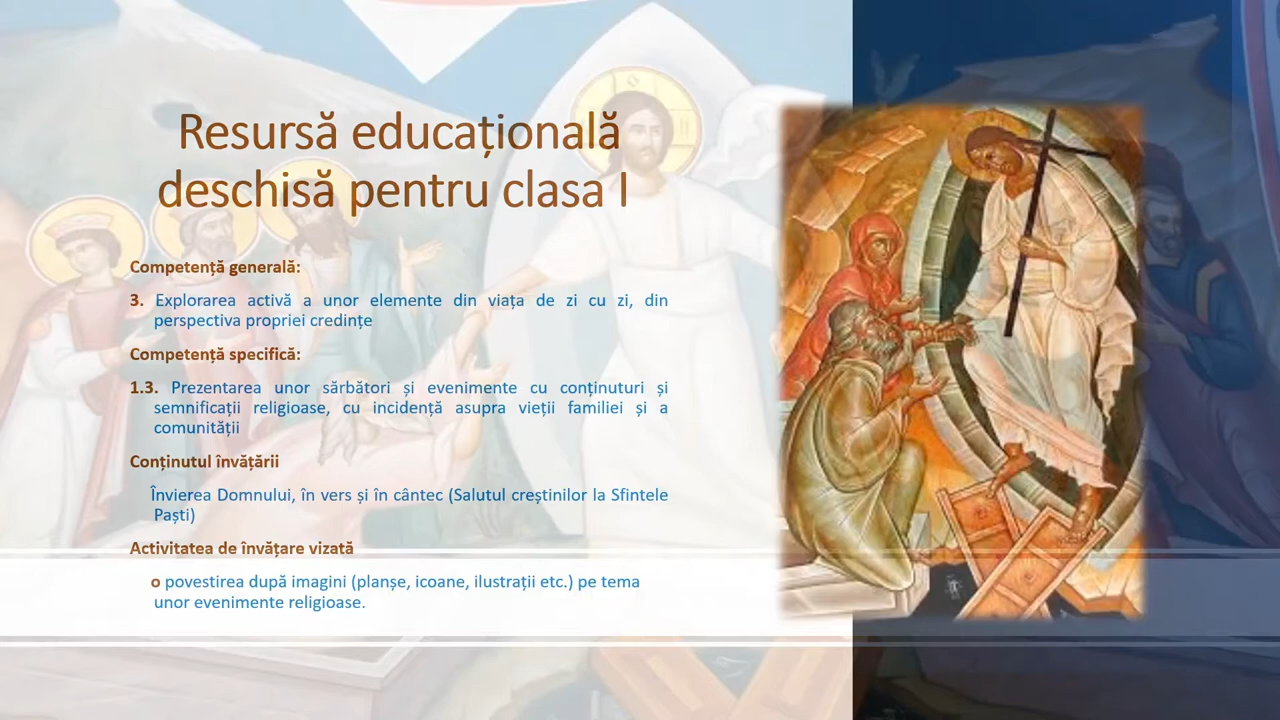 Resursă educațională
deschisă pentru clasa I
Competență generală:
3. Explorarea activă a unor elemente din viața de zi cu zi, din
perspectiva propriei credințe
Competență specifică:
1.3. Prezentarea unor sărbători și evenimente cu conținuturi și
semnificații religioase, cu incidență asupra vieții familiei și a
comunității
Conținutul învățării
Învierea Domnului, în vers și în cântec (Salutul creștinilor la Sfintele
Paști)
Activitatea de învățare vizată
o povestirea după imagini (planșe, icoane, ilustrații etc.) pe tema
unor evenimente religioase.